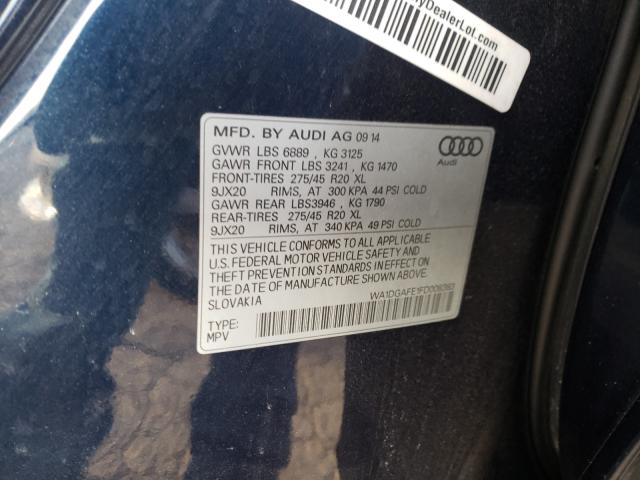 yDealerLot.com
MFD. BY AUDI AG 09 14
GVWR LBS 6889 , KG 3125
GAWR FRONT LBS 3241 , KG 1470
FRONT-TIRES 275/45 R20 XL
9JX20 RIMS, AT 300 KPA 44 PSI COLD
GAWR REAR LBS3946 , KG 1790
REAR-TIRES 275/45 R20 XL
9JX20 RIMS, AT 340 KPA 49 PSI COLD
Audi
THIS VEHICLE CONFORMS TO ALL APPLICABLE
U.S. FEDERAL MOTOR VEHICLE SAFETY AND
THEFT PREVENTION STANDARDS IN EFFECT ON
THE DATE OF MANUFACTURE SHOWN ABOVE.
SLOVAKIA
TYPE:
MPV